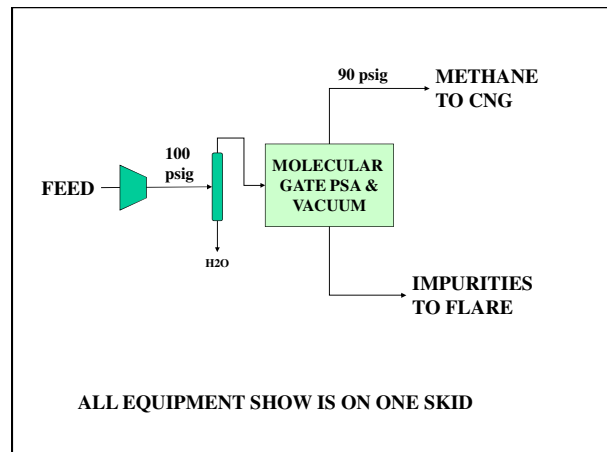 90 psig
METHANE
TO CNG
100
psig
FEED
MOLECULAR
GATE PSA &
VACUUM
H2O
IMPURITIES
TO FLARE
ALL EQUIPMENT SHOW IS ON ONE SKID